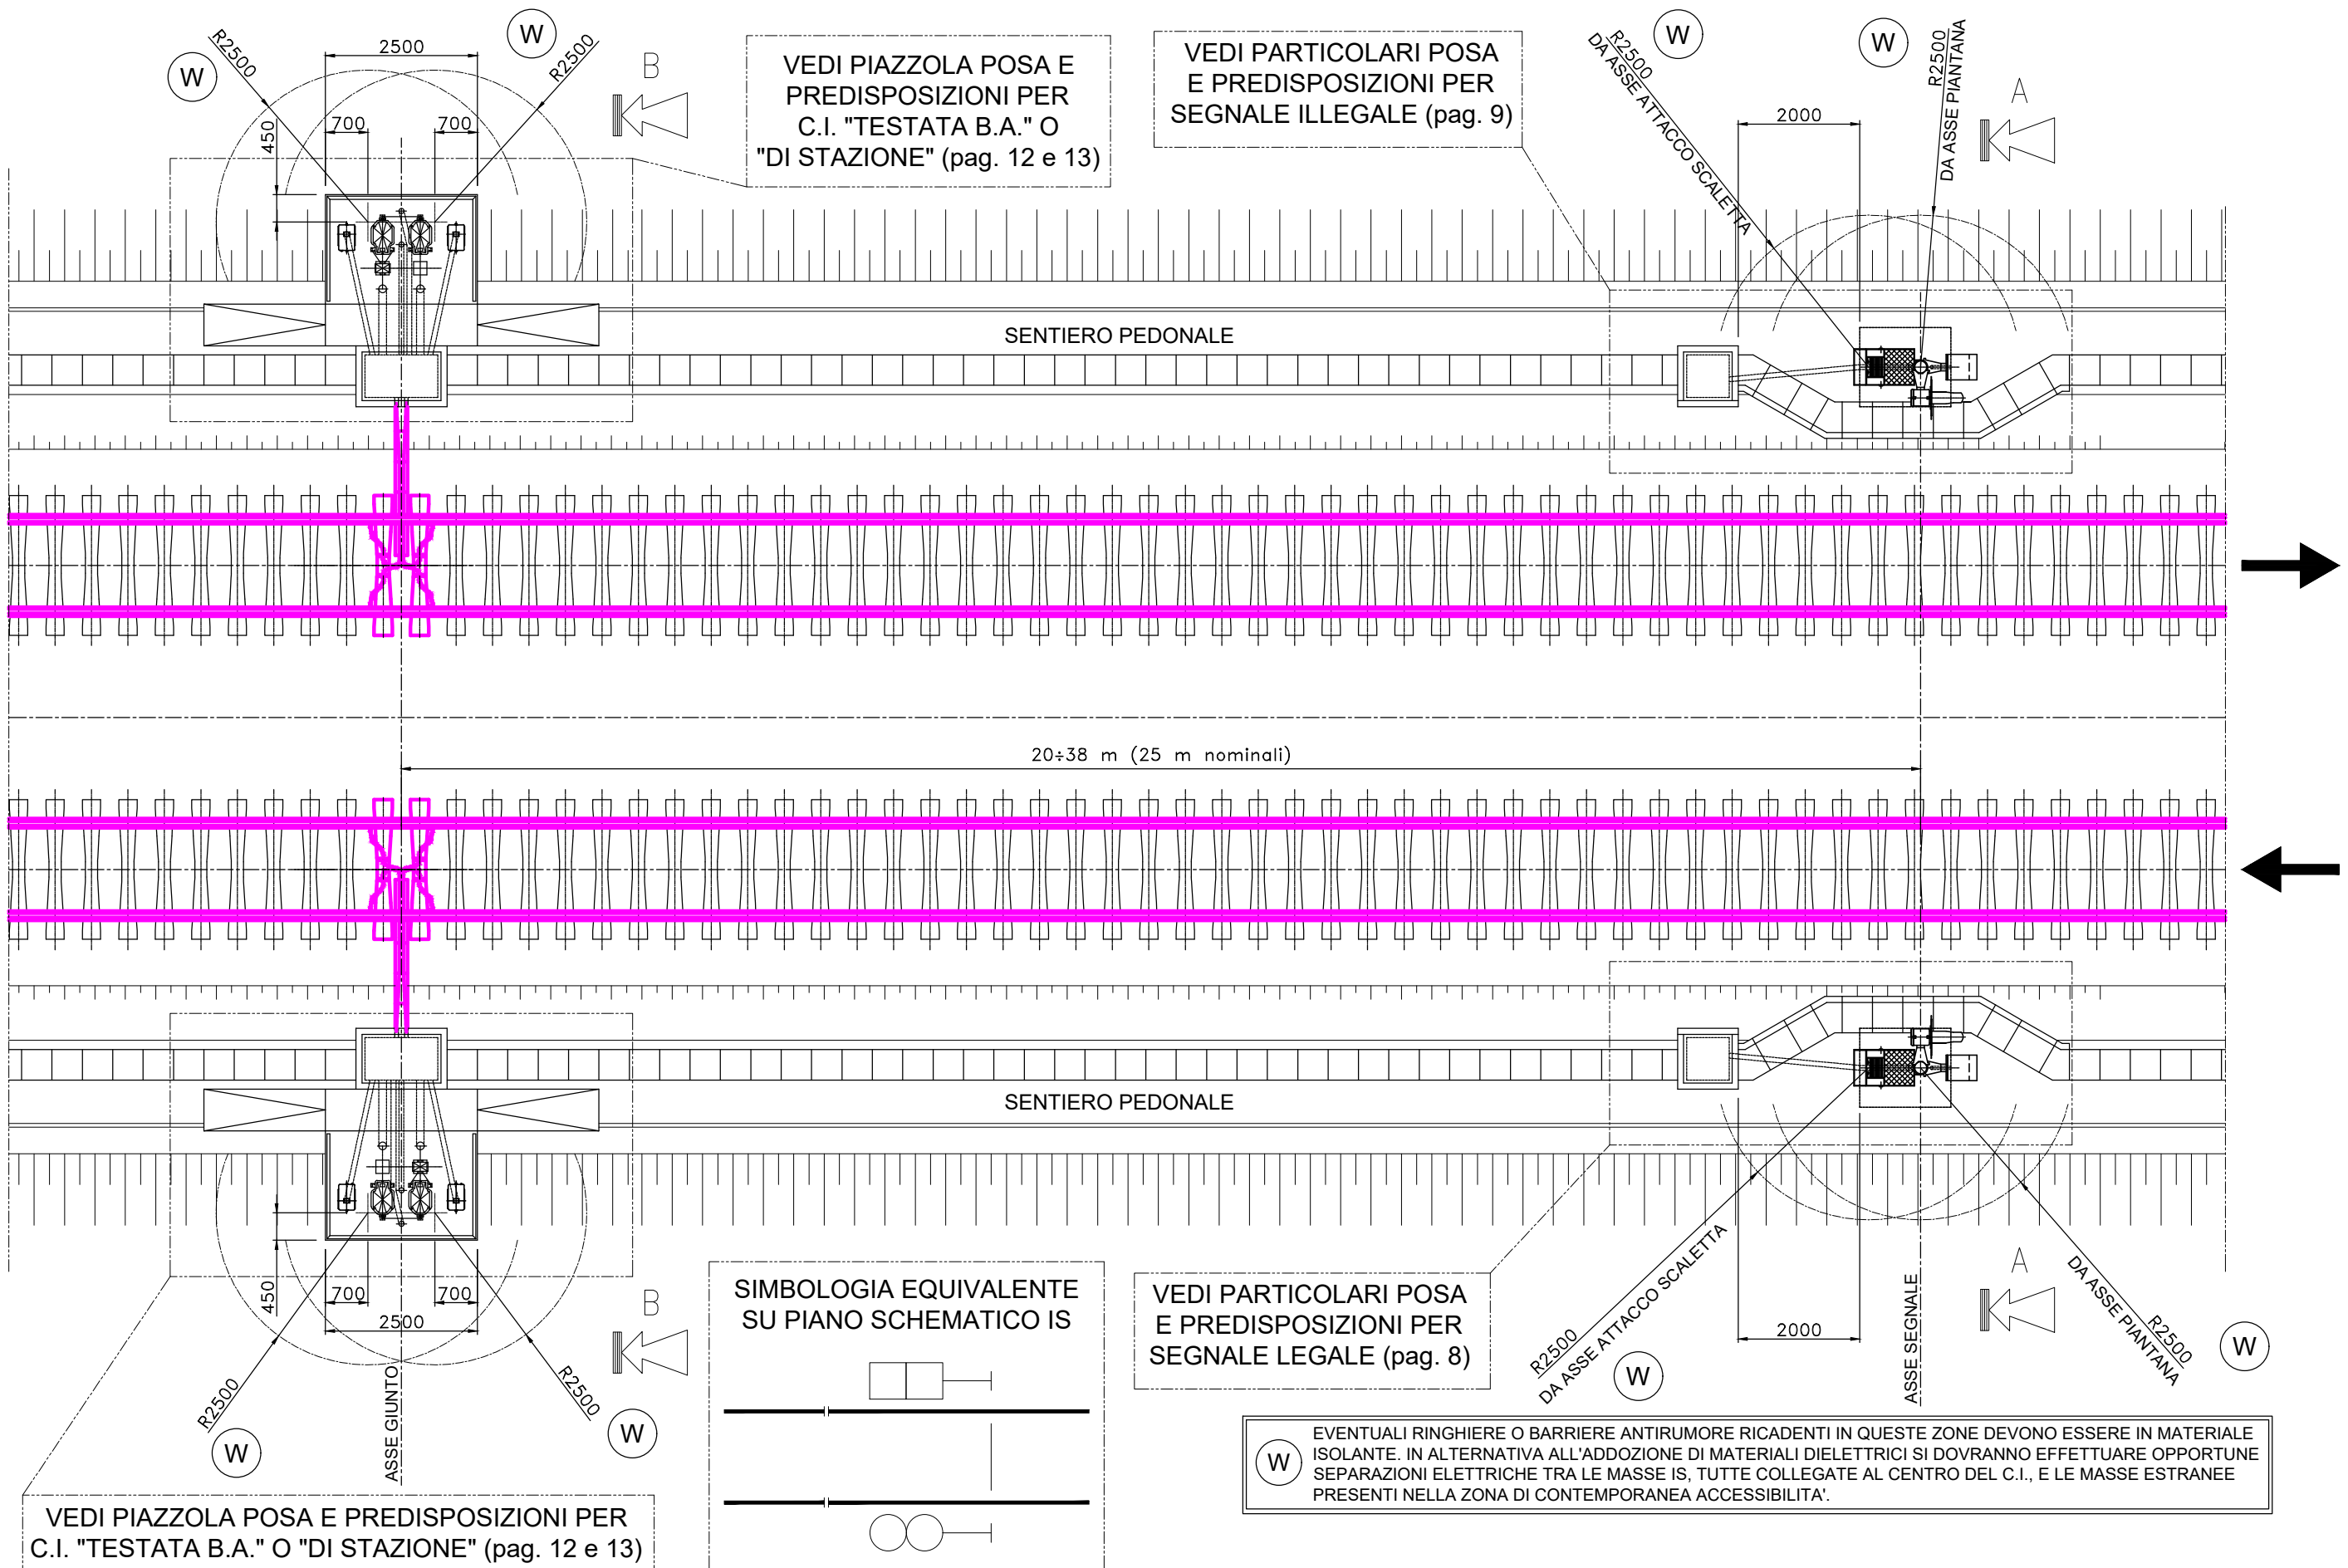 W
R2500
2500
W
R2500
B
450
700
700
VEDI PIAZZOLA POSA E
PREDISPOSIZIONI PER
C.I. "TESTATA B.A." O
"DI STAZIONE" (pag. 12 e 13)
VEDI PARTICOLARI POSA
E PREDISPOSIZIONI PER
SEGNALE ILLEGALE (pag. 9)
W
R2500
DA ASSE ATTACCO SCALETTA
W
R2500
DA ASSE PIANTANA
A
2000
SENTIERO PEDONALE
20÷38 m (25 m nominali)
SENTIERO PEDONALE
450
700
700
2500
B
R2500
W
R2500
W
ASSE GIUNTO
VEDI PIAZZOLA POSA E PREDISPOSIZIONI PER
C.I. "TESTATA B.A." O "DI STAZIONE" (pag. 12 e 13)
SIMBOLOGIA EQUIVALENTE
SU PIANO SCHEMATICO IS
VEDI PARTICOLARI POSA
E PREDISPOSIZIONI PER
SEGNALE LEGALE (pag. 8)
R2500
DA ASSE ATTACCO SCALETTA
W
2000
ASSE SEGNALE
A
R2500
DA ASSE PIANTANA
W
W
EVENTUALI RINGHIERE O BARRIERE ANTIRUMORE RICADENTI IN QUESTE ZONE DEVONO ESSERE IN MATERIALE
ISOLANTE. IN ALTERNATIVA ALL'ADDOZIONE DI MATERIALI DIELETTRICI SI DOVRANNO EFFETTUARE OPPORTUNE
SEPARAZIONI ELETTRICHE TRA LE MASSE IS, TUTTE COLLEGATE AL CENTRO DEL C.I., E LE MASSE ESTRANEE
PRESENTI NELLA ZONA DI CONTEMPORANEA ACCESSIBILITA'.